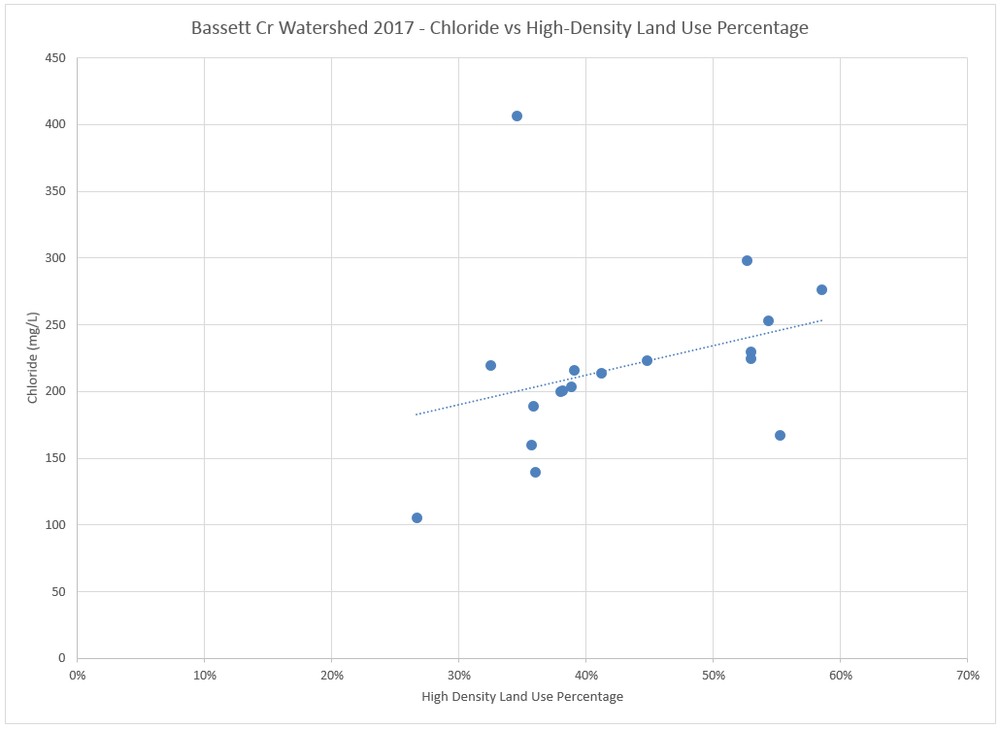 Bassett Cr Watershed 2017 - Chloride vs High-Density Land Use Percentage
450
400
350
300
250
200
150
100
50
0
Chloride (mg/L)
0% 10% 20% 30% 40% 50% 60% 70%
High Density Land Use Percentage